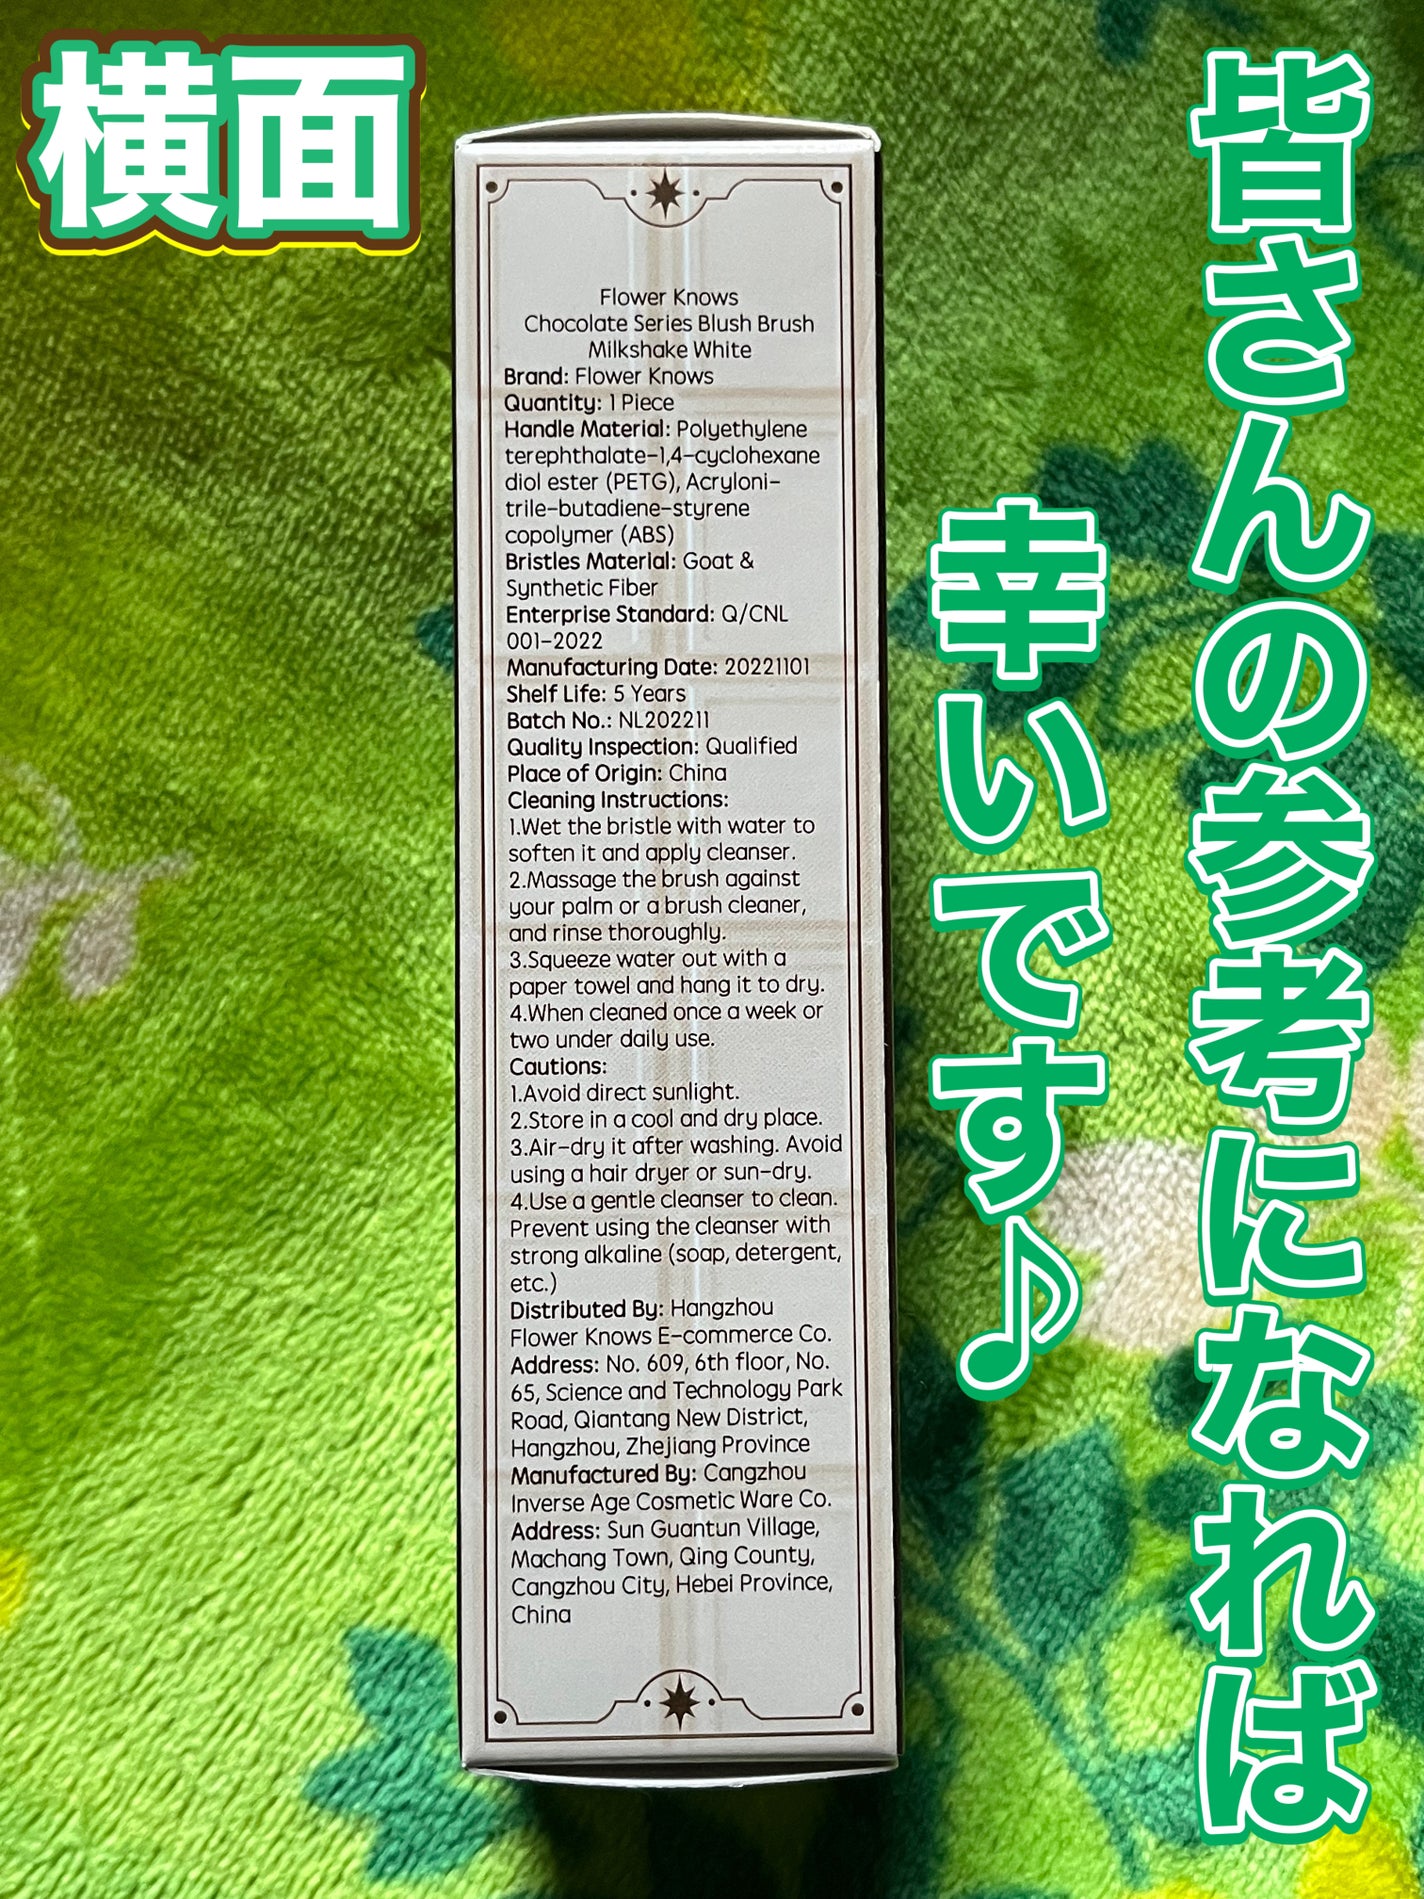 横面
皆さんの参考になれば
幸いです♪
Flower Knows
Chocolate Series Blush Brush
Milkshake White
Brand: Flower Knows
Quantity: 1 Piece
Handle Material: Polyethylene
terephthalate-1,4-cyclohexane
diol ester (PETG), Acryloni-
trile-butadiene-styrene
copolymer (ABS)
Bristles Material: Goat &
Synthetic Fiber
Enterprise Standard: Q/CNL
001-2022
Manufacturing Date: 20221101
Shelf Life: 5 Years
Batch No.: NL202211
Quality Inspection: Qualified
Place of Origin: China
Cleaning Instructions:
1.Wet the bristle with water to
soften it and apply cleanser.
2.Massage the brush against
your palm or a brush cleaner,
and rinse thoroughly.
3.Squeeze water out with a
paper towel and hang it to dry.
4.When cleaned once a week or
two under daily use.
Cautions:
1.Avoid direct sunlight.
2.Store in a cool and dry place.
3.Air-dry it after washing. Avoid
using a hair dryer or sun-dry.
4.Use a gentle cleanser to clean.
Prevent using the cleanser with
strong alkaline (soap, detergent,
etc.)
Distributed By: Hangzhou
Flower Knows E-commerce Co.
Address: No. 609, 6th floor, No.
65, Science and Technology Park
Road, Qiantang New District,
Hangzhou, Zhejiang Province
Manufactured By: Cangzhou
Inverse Age Cosmetic Ware Co.
Address: Sun Guantun Village,
Machang Town, Qing County,
Cangzhou City, Hebei Province,
China